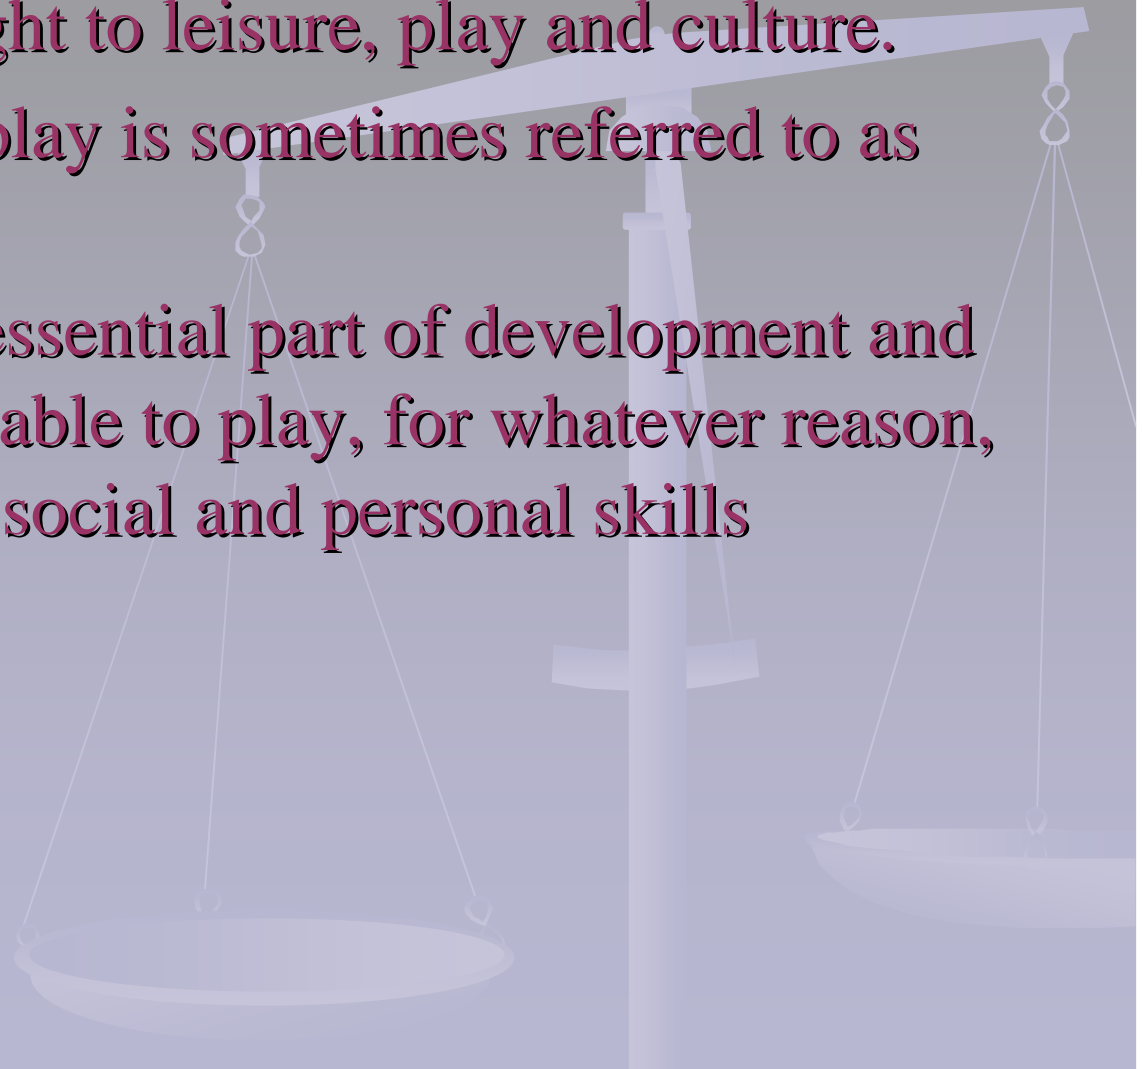 ght to leisure, play and culture.
play is sometimes referred to as
essential part of development and
able to play, for whatever reason,
social and personal skills